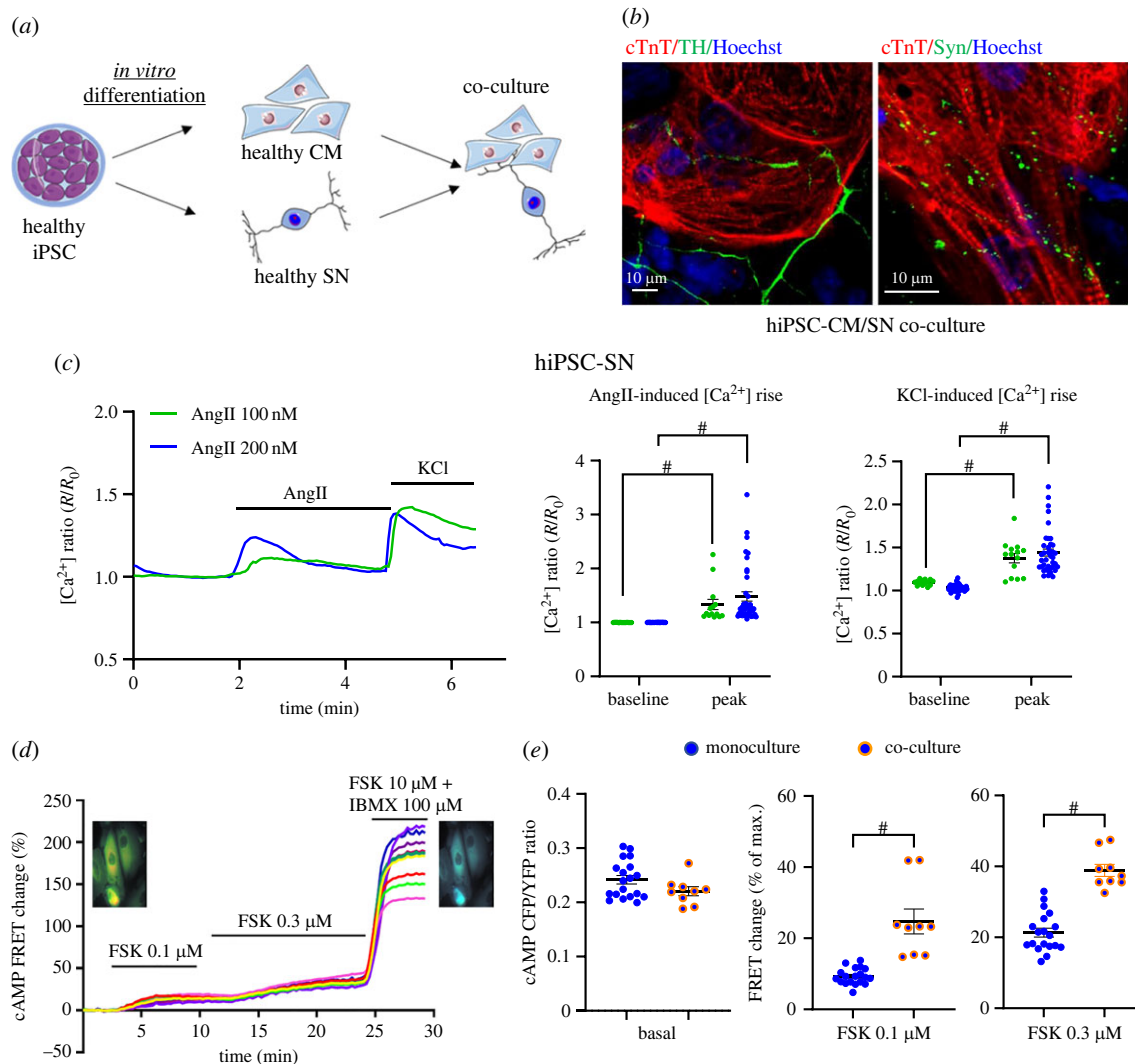 (a)
in vitro
differentiation
healthy
iPSC
healthy CM
healthy SN
co-culture
(b)
cTnT/TH/Hoechst
cTnT/Syn/Hoechst
10 μm
10 μm
hiPSC-CM/SN co-culture
(c)
hiPSC-SN
[Ca2+] ratio (R/R0)
2.0
1.5
1.0
0.5
AngII 100 nM
AngII 200 nM
AngII
KCl
0 2 4 6
time (min)
AngII-induced [Ca2+] rise
[Ca2+] ratio (R/R0)
4
3
2
1
0
#
#
baseline peak
KCl-induced [Ca2+] rise
[Ca2+] ratio (R/R0)
2.5
2.0
1.5
1.0
0.5
0
#
#
baseline peak
(d)
cAMP FRET change (%)
250
200
150
100
50
0
–50
FSK 0.1 μM
FSK 0.3 μM
FSK 10 μM +
IBMX 100 μM
5 10 15 20 25 30
time (min)
(e)
monoculture
co-culture
cAMP CFP/YFP ratio
0.4
0.3
0.2
0.1
0
basal
FRET change (% of max.)
60
40
20
0
#
FSK 0.1 μM
60
40
20
0
#
FSK 0.3 μM